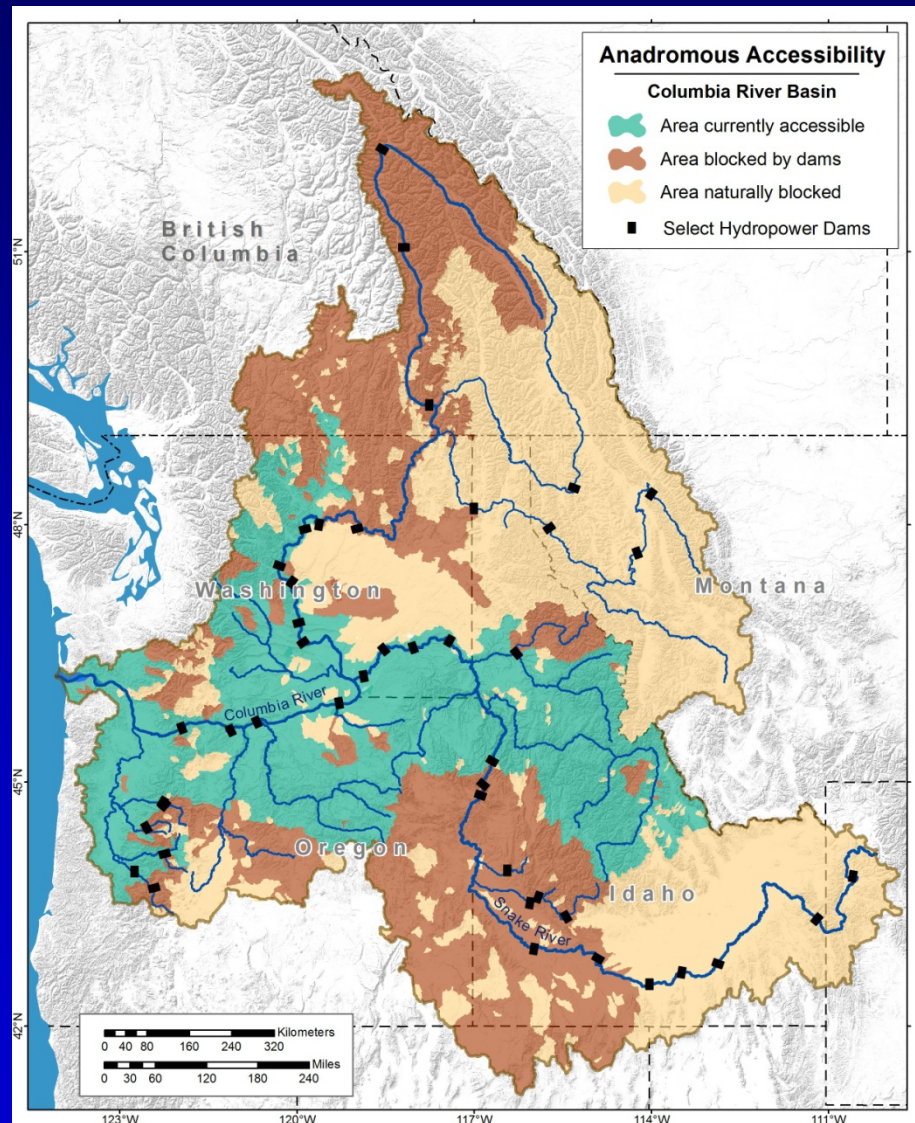 Anadromous Accessibility
Columbia River Basin
Area currently accessible
Area blocked by dams
Area naturally blocked
Select Hydropower Dams
British
Columbia
51°N
48°N
Washington
Montana
Columbia River
45°N
Oregon
Idaho
Snake River
42°N
Kilometers
0 40 80 160 240 320
Miles
0 30 60 120 180 240
123°W 120°W 117°W 114°W 111°W